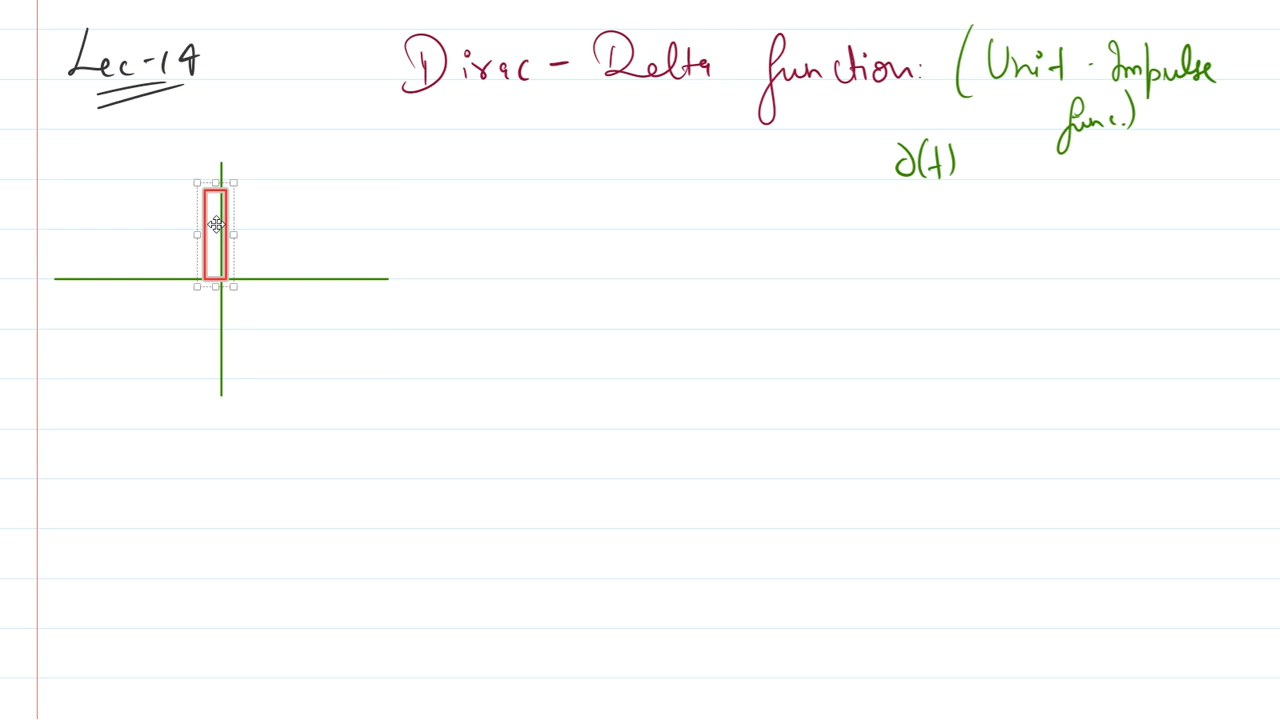 Lec-14
Dirac-Delta function: (Unit-Impulse
func.)
∂(t)